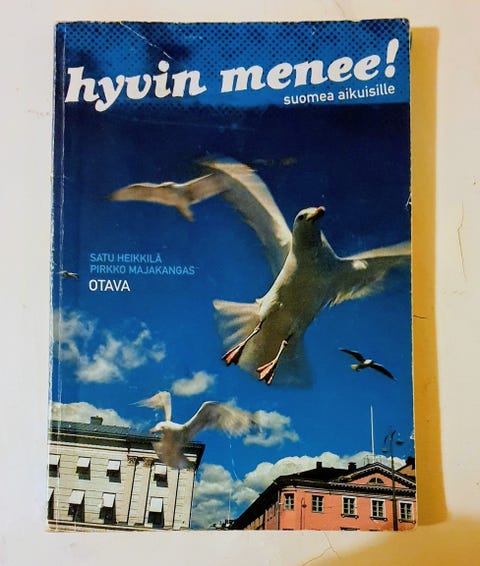 hyvin menee!
suomea aikuisille
SATU HEIKKILÄ
PIRKKO MAJAKANGAS
OTAVA